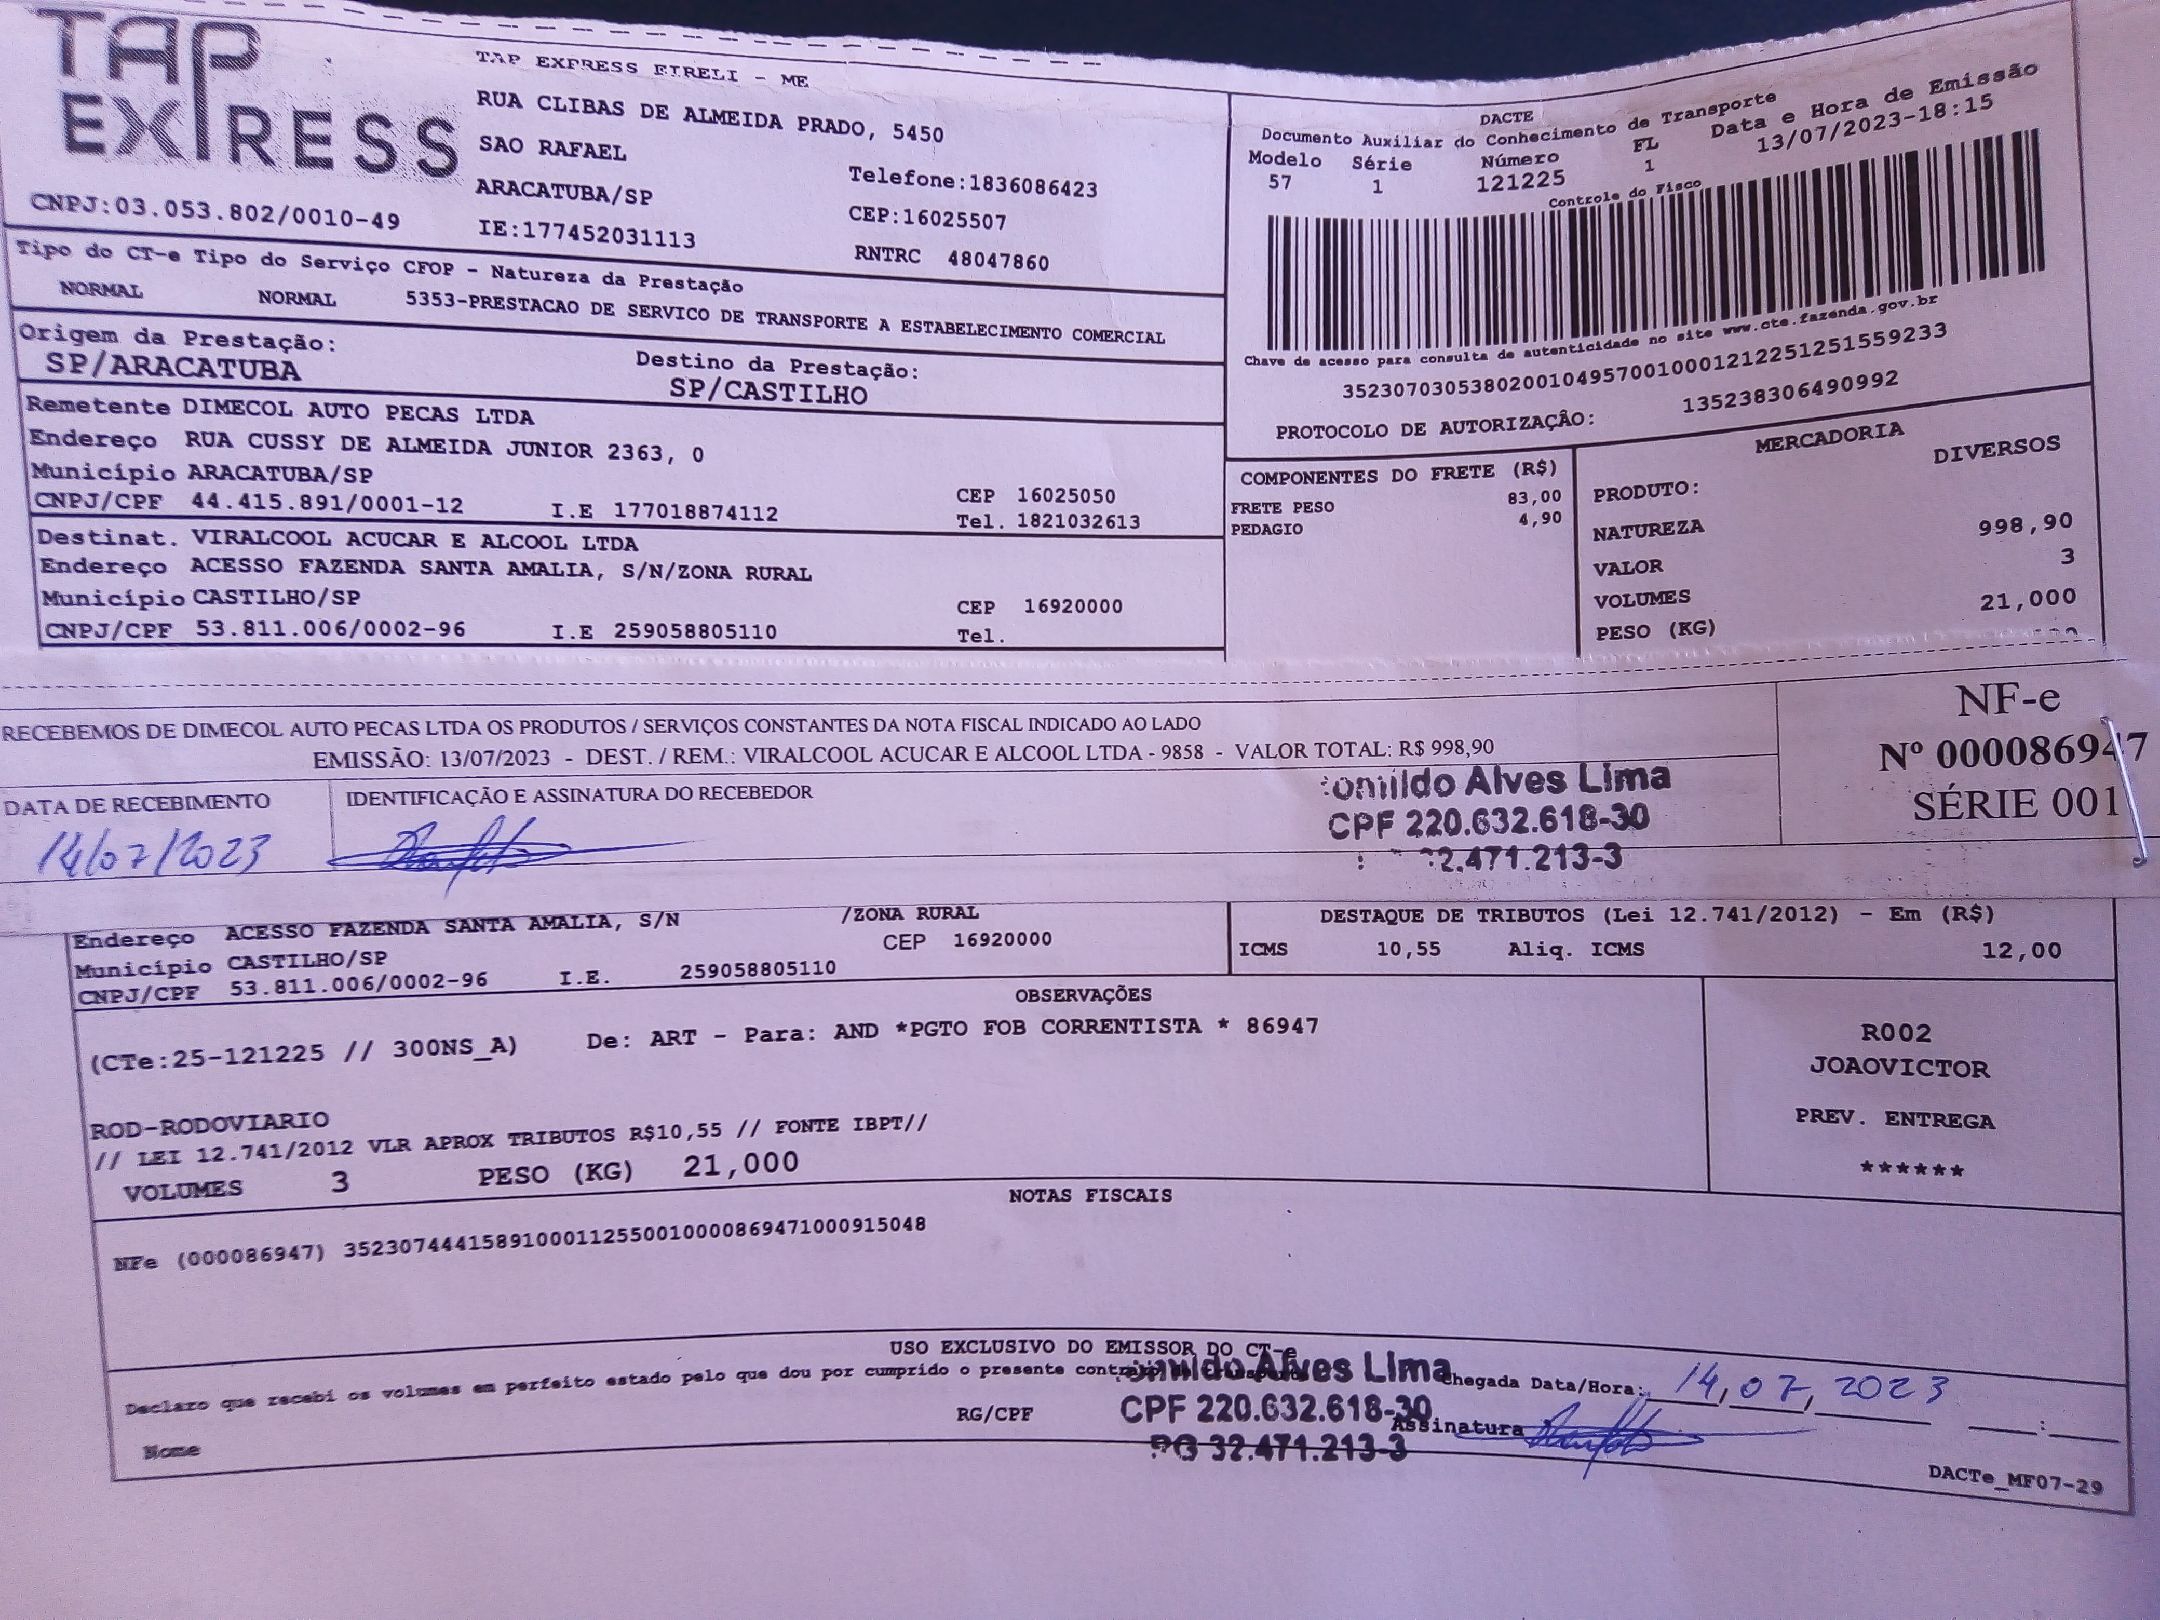 TAP EXPRESS
TAP EXPRESS EIRELI - ME
RUA CLIBAS DE ALMEIDA PRADO, 5450
SAO RAFAEL
ARACATUBA/SP
Telefone:1836086423
CEP:16025507
CNPJ:03.053.802/0010-49
IE:177452031113
RNTRC 48047860
DACTE
Documento Auxiliar do Conhecimento de Transporte
Modelo Série Número FL Data e Hora de Emissão
57 1 121225 1 13/07/2023-18:15
Controle do Fisco
Chave de acesso para consulta de autenticidade no site www.cte.fazenda.gov.br
35230703053802001049570010001212251251559233
PROTOCOLO DE AUTORIZAÇÃO: 135238306490992
Tipo do CT-e Tipo do Serviço CFOP - Natureza da Prestação
NORMAL NORMAL 5353-PRESTACAO DE SERVICO DE TRANSPORTE A ESTABELECIMENTO COMERCIAL
Origem da Prestação: Destino da Prestação:
SP/ARACATUBA SP/CASTILHO
Remetente DIMECOL AUTO PECAS LTDA
Endereço RUA CUSSY DE ALMEIDA JUNIOR 2363, 0
Município ARACATUBA/SP CEP 16025050
CNPJ/CPF 44.415.891/0001-12 I.E 177018874112 Tel. 1821032613
Destinat. VIRALCOOL ACUCAR E ALCOOL LTDA
Endereço ACESSO FAZENDA SANTA AMALIA, S/N/ZONA RURAL
Município CASTILHO/SP CEP 16920000
CNPJ/CPF 53.811.006/0002-96 I.E 259058805110 Tel.
COMPONENTES DO FRETE (R$)
FRETE PESO 83,00
PEDAGIO 4,90
MERCADORIA
PRODUTO: DIVERSOS
NATUREZA
VALOR 998,90
VOLUMES 3
PESO (KG) 21,000
RECEBEMOS DE DIMECOL AUTO PECAS LTDA OS PRODUTOS / SERVIÇOS CONSTANTES DA NOTA FISCAL INDICADO AO LADO
EMISSÃO: 13/07/2023 - DEST. / REM.: VIRALCOOL ACUCAR E ALCOOL LTDA - 9858 - VALOR TOTAL: R$ 998,90
NF-e
Nº 000086947
SÉRIE 001
DATA DE RECEBIMENTO IDENTIFICAÇÃO E ASSINATURA DO RECEBEDOR
14/07/2023
Alves Lima
CPF 220.632.618-30
2.471.213-3
Endereço ACESSO FAZENDA SANTA AMALIA, S/N /ZONA RURAL
Município CASTILHO/SP CEP 16920000
CNPJ/CPF 53.811.006/0002-96 I.E. 259058805110
DESTAQUE DE TRIBUTOS (Lei 12.741/2012) - Em (R$)
ICMS 10,55 Aliq. ICMS 12,00
OBSERVAÇÕES
(CTe:25-121225 // 300NS_A) De: ART - Para: AND *PGTO FOB CORRENTISTA * 86947
ROD-RODOVIARIO
// LEI 12.741/2012 VLR APROX TRIBUTOS R$10,55 // FONTE IBPT//
VOLUMES 3 PESO (KG) 21,000
R002
JOAOVICTOR
PREV. ENTREGA
******
NOTAS FISCAIS
NFe (000086947) 35230744415891000112550010000869471000915048
USO EXCLUSIVO DO EMISSOR DO CT-e
Declaro que recebi os volumes em perfeito estado pelo que dou por cumprido o presente
Alves Lima
Chegada Data/Hora: 14, 07, 2023 :
Nome RG/CPF CPF 220.632.618-30 Assinatura
RG 32.471.213-3
DACTe_MF07-29